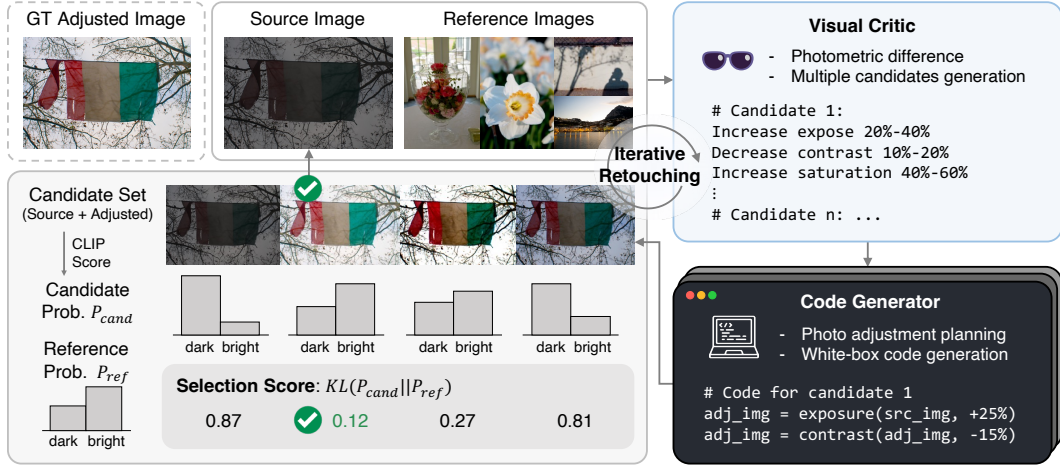 GT Adjusted Image
Source Image
Reference Images
Visual Critic
- Photometric difference
- Multiple candidates generation
# Candidate 1:
Increase expose 20%-40%
Decrease contrast 10%-20%
Increase saturation 40%-60%
⋮
# Candidate n: ...
Iterative
Retouching
Candidate Set
(Source + Adjusted)
CLIP
Score
Candidate
Prob. P_cand
dark bright
dark bright
dark bright
dark bright
Reference
Prob. P_ref
dark bright
Selection Score: KL(P_cand||P_ref)
0.87
0.12
0.27
0.81
Code Generator
</>
- Photo adjustment planning
- White-box code generation
# Code for candidate 1
adj_img = exposure(src_img, +25%)
adj_img = contrast(adj_img, -15%)